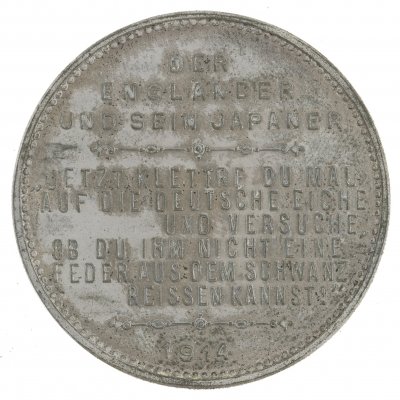 DER
ENGLÄNDER
UND SEIN JAPANER.
„JETZT KLETTRE DU MAL
AUF DIE DEUTSCHE EICHE
UND VERSUCHE,
OB DU IHM NICHT EINE
FEDER AUS DEM SCHWANZ
REISSEN KANNST!"
1914